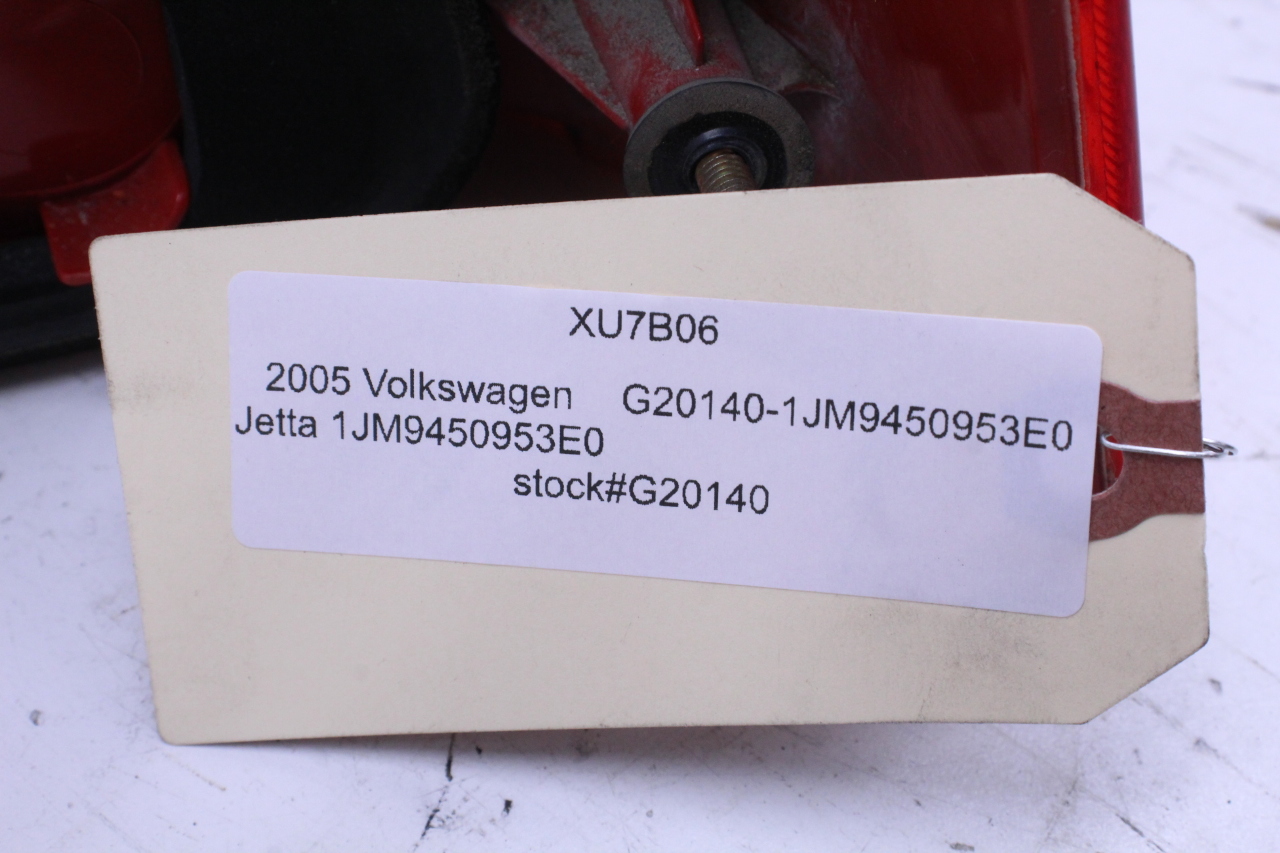 XU7B06
2005 Volkswagen G20140-1JM9450953E0
Jetta 1JM9450953E0
stock#G20140